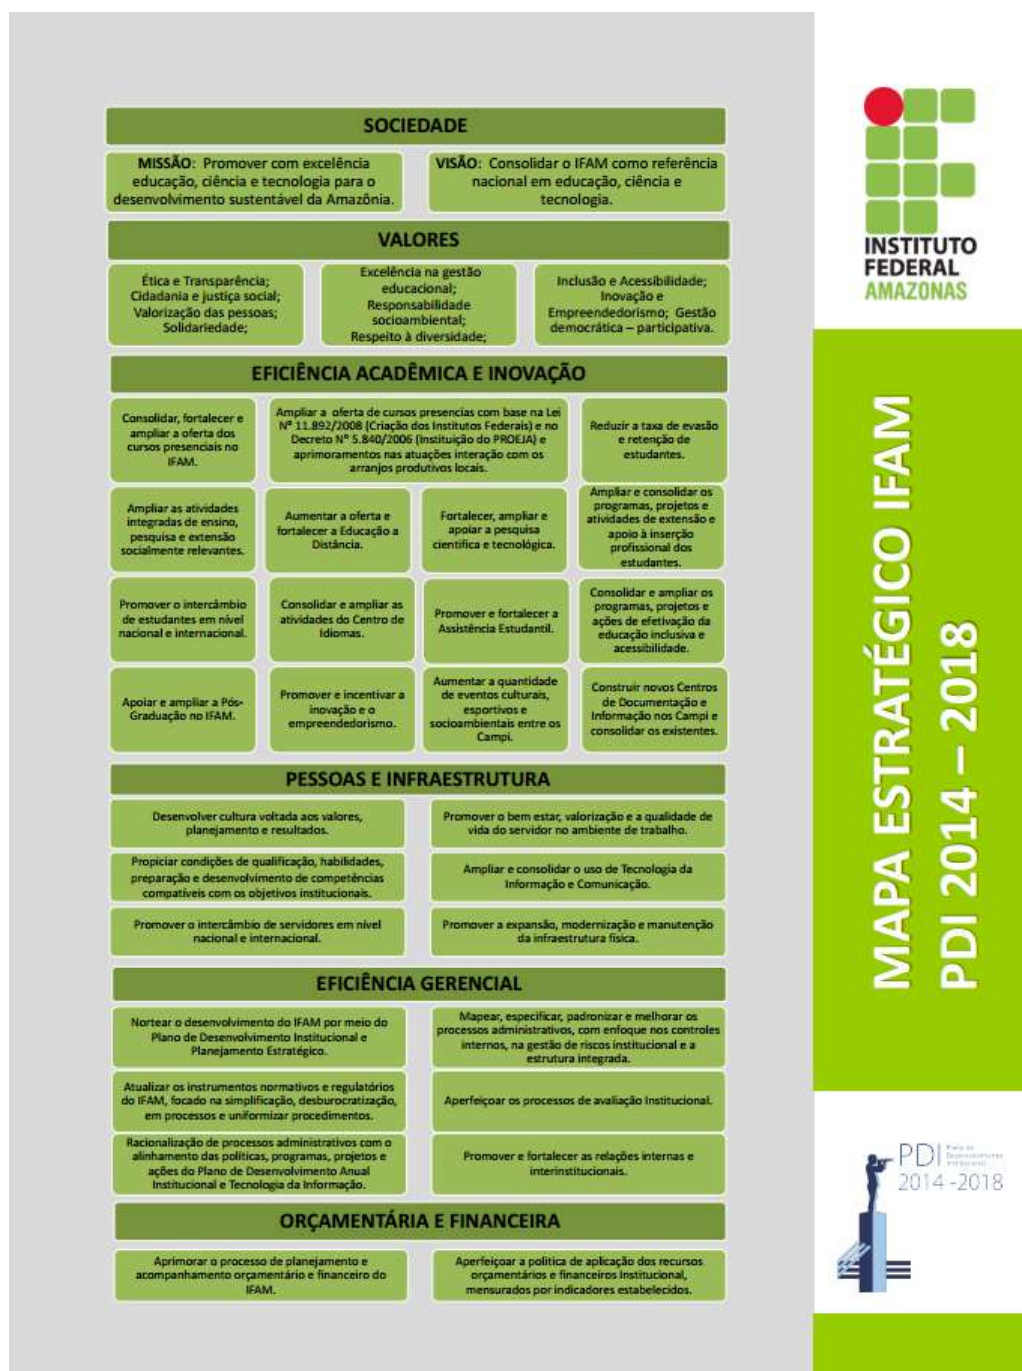 SOCIEDADE
MISSÃO: Promover com excelência
educação, ciência e tecnologia para o
desenvolvimento sustentável da Amazônia.
VISÃO: Consolidar o IFAM como referência
nacional em educação, ciência e
tecnologia.
VALORES
Ética e Transparência;
Cidadania e justiça social;
Valorização das pessoas;
Solidariedade;
Excelência na gestão
educacional;
Responsabilidade
socioambiental;
Respeito à diversidade;
Inclusão e Acessibilidade;
Inovação e
Empreendedorismo; Gestão
democrática – participativa.
EFICIÊNCIA ACADÊMICA E INOVAÇÃO
Consolidar, fortalecer e
ampliar a oferta dos
cursos presenciais no
IFAM.
Ampliar a oferta de cursos presencias com base na Lei
Nº 11.892/2008 (Criação dos Institutos Federais) e no
Decreto Nº 5.840/2006 (Instituição do PROEJA) e
aprimoramentos nas atuações interação com os
arranjos produtivos locais.
Reduzir a taxa de evasão
e retenção de
estudantes.
Ampliar as atividades
integradas de ensino,
pesquisa e extensão
socialmente relevantes.
Aumentar a oferta e
fortalecer a Educação a
Distância.
Fortalecer, ampliar e
apoiar a pesquisa
científica e tecnológica.
Ampliar e consolidar os
programas, projetos e
atividades de extensão e
apoio à inserção
profissional dos
estudantes.
Promover o intercâmbio
de estudantes em nível
nacional e internacional.
Consolidar e ampliar as
atividades do Centro de
Idiomas.
Promover e fortalecer a
Assistência Estudantil.
Consolidar e ampliar os
programas, projetos e
ações de efetivação da
educação inclusiva e
acessibilidade.
Apoiar e ampliar a Pós-
Graduação no IFAM.
Promover e incentivar a
inovação e o
empreendedorismo.
Aumentar a quantidade
de eventos culturais,
esportivos e
socioambientais entre os
Campi.
Construir novos Centros
de Documentação e
Informação nos Campi e
consolidar os existentes.
PESSOAS E INFRAESTRUTURA
Desenvolver cultura voltada aos valores,
planejamento e resultados.
Promover o bem estar, valorização e a qualidade de
vida do servidor no ambiente de trabalho.
Propiciar condições de qualificação, habilidades,
preparação e desenvolvimento de competências
compatíveis com os objetivos institucionais.
Ampliar e consolidar o uso de Tecnologia da
Informação e Comunicação.
Promover o intercâmbio de servidores em nível
nacional e internacional.
Promover a expansão, modernização e manutenção
da infraestrutura física.
EFICIÊNCIA GERENCIAL
Nortear o desenvolvimento do IFAM por meio do
Plano de Desenvolvimento Institucional e
Planejamento Estratégico.
Mapear, especificar, padronizar e melhorar os
processos administrativos, com enfoque nos controles
internos, na gestão de riscos institucional e a
estrutura integrada.
Atualizar os instrumentos normativos e regulatórios
do IFAM, focado na simplificação, desburocratização,
em processos e uniformizar procedimentos.
Aperfeiçoar os processos de avaliação Institucional.
Racionalização de processos administrativos com o
alinhamento das políticas, programas, projetos e
ações do Plano de Desenvolvimento Anual
Institucional e Tecnologia da Informação.
Promover e fortalecer as relações internas e
interinstitucionais.
ORÇAMENTÁRIA E FINANCEIRA
Aprimorar o processo de planejamento e
acompanhamento orçamentário e financeiro do
IFAM.
Aperfeiçoar a politica de aplicação dos recursos
orçamentários e financeiros Institucional,
mensurados por indicadores estabelecidos.
INSTITUTO
FEDERAL
AMAZONAS
MAPA ESTRATÉGICO IFAM
PDI 2014 – 2018
PDI
Plano de
Desenvolvimento
Institucional
2014 -2018